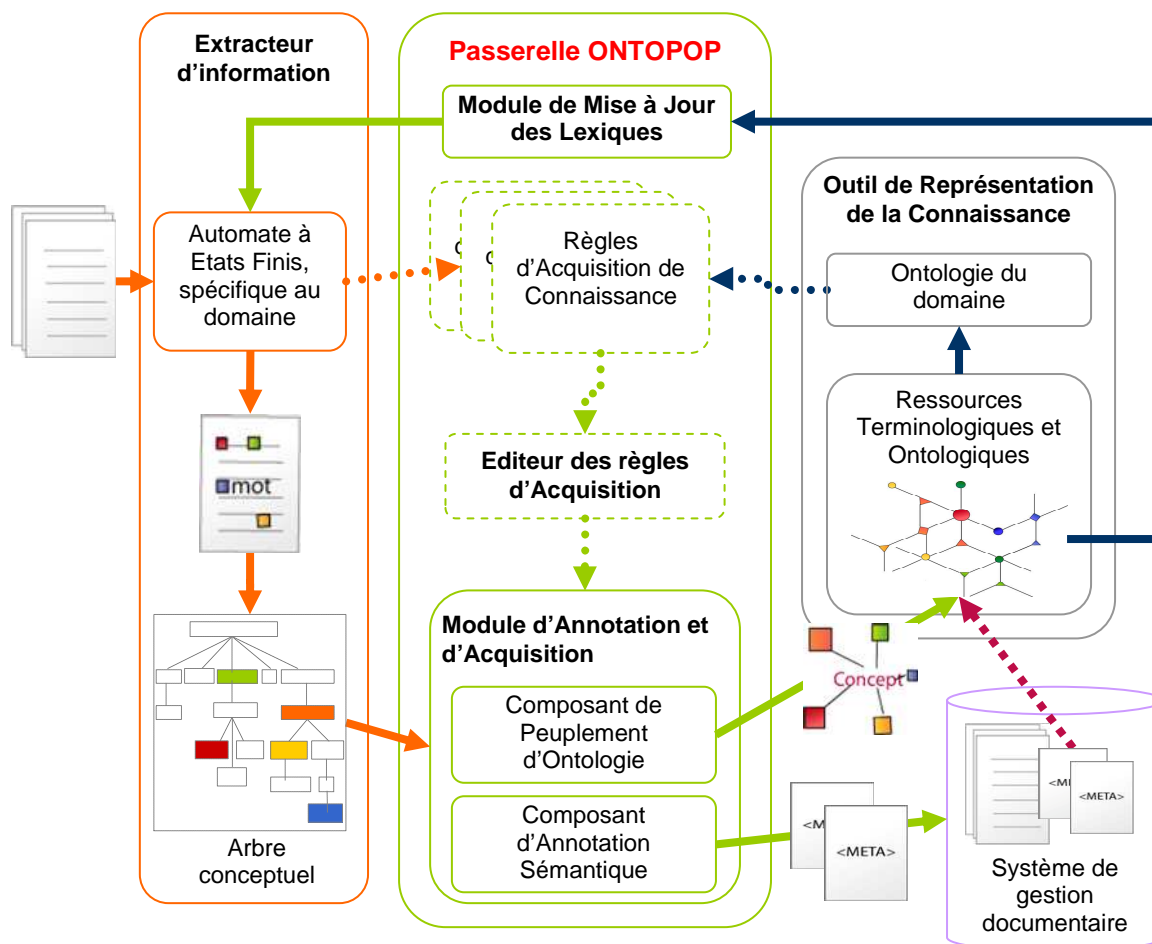 Extracteur
d'information
Passerelle ONTOPOP
Module de Mise à Jour
des Lexiques
Outil de Représentation
de la Connaissance
Automate à
Etats Finis,
spécifique au
domaine
Règles
d'Acquisition de
Connaissance
Ontologie du
domaine
Ressources
Terminologiques et
Ontologiques
mot
Editeur des règles
d'Acquisition
Module d'Annotation et
d'Acquisition
Concept
Composant de
Peuplement
d'Ontologie
Composant
d'Annotation
Sémantique
<META>
<META>
Arbre
conceptuel
Système de
gestion
documentaire